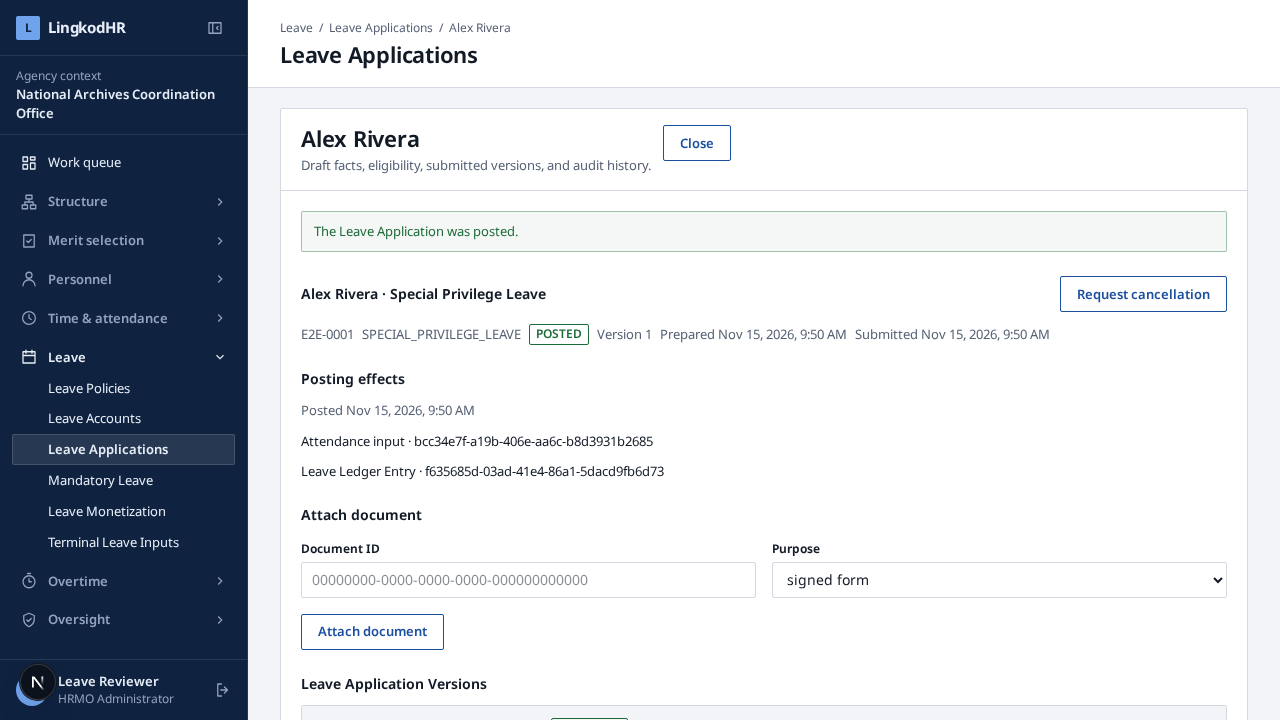 L LingkodHR
Agency context
National Archives Coordination
Office
Work queue
Structure
Merit selection
Personnel
Time & attendance
Leave
Leave Policies
Leave Accounts
Leave Applications
Mandatory Leave
Leave Monetization
Terminal Leave Inputs
Overtime
Oversight
N
Leave Reviewer
HRMO Administrator
Leave / Leave Applications / Alex Rivera
Leave Applications
Alex Rivera
Close
Draft facts, eligibility, submitted versions, and audit history.
The Leave Application was posted.
Alex Rivera · Special Privilege Leave
Request cancellation
E2E-0001 SPECIAL_PRIVILEGE_LEAVE POSTED Version 1 Prepared Nov 15, 2026, 9:50 AM Submitted Nov 15, 2026, 9:50 AM
Posting effects
Posted Nov 15, 2026, 9:50 AM
Attendance input · bcc34e7f-a19b-406e-aa6c-b8d3931b2685
Leave Ledger Entry · f635685d-03ad-41e4-86a1-5dacd9fb6d73
Attach document
Document ID
Purpose
00000000-0000-0000-0000-000000000000
signed form
Attach document
Leave Application Versions